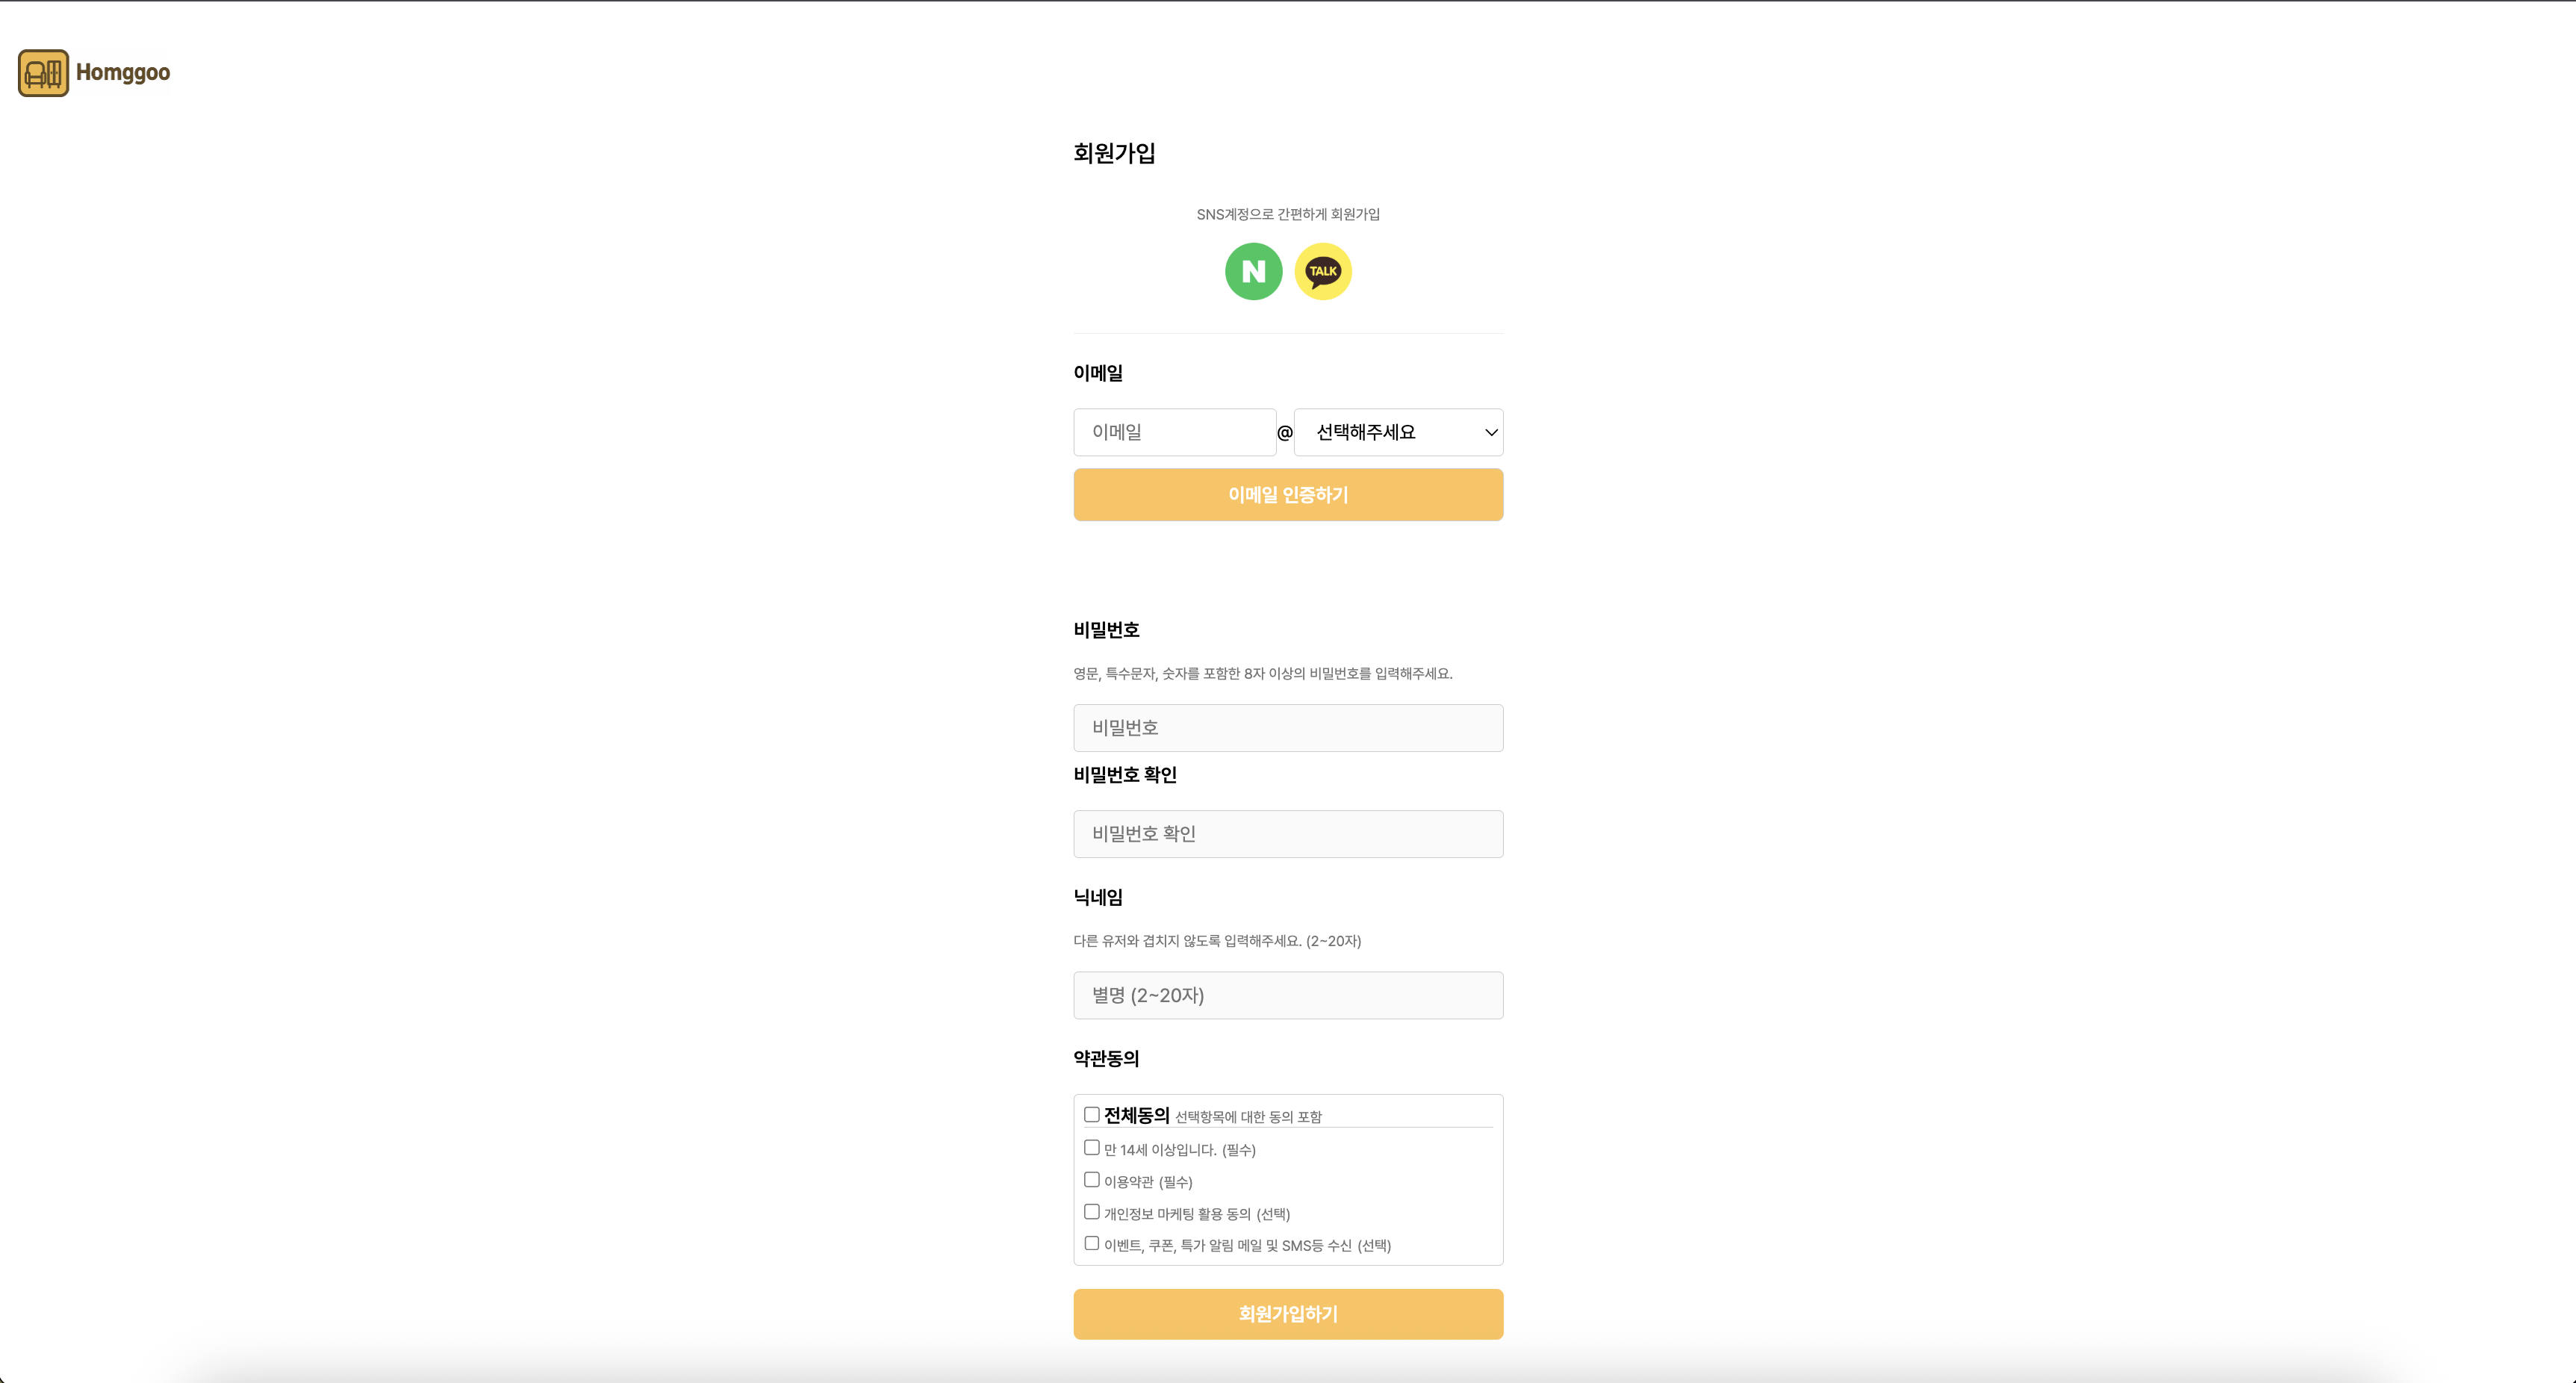 Homggoo
회원가입
SNS계정으로 간편하게 회원가입
N TALK
이메일
이메일 @ 선택해주세요
이메일 인증하기
비밀번호
영문, 특수문자, 숫자를 포함한 8자 이상의 비밀번호를 입력해주세요.
비밀번호
비밀번호 확인
비밀번호 확인
닉네임
다른 유저와 겹치지 않도록 입력해주세요. (2~20자)
별명 (2~20자)
약관동의
전체동의 선택항목에 대한 동의 포함
만 14세 이상입니다. (필수)
이용약관 (필수)
개인정보 마케팅 활용 동의 (선택)
이벤트, 쿠폰, 특가 알림 메일 및 SMS등 수신 (선택)
회원가입하기